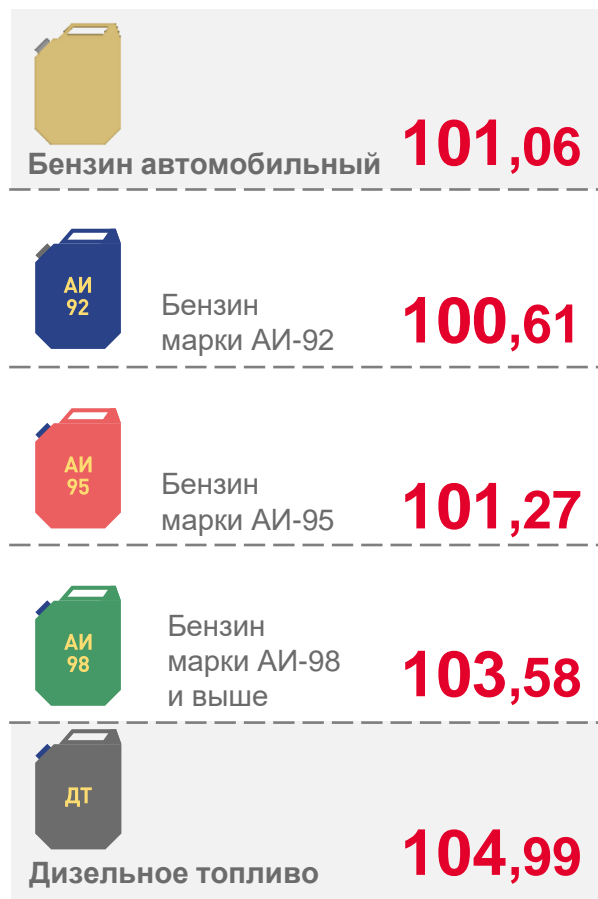 Бензин автомобильный
101,06
АИ
92
Бензин
марки АИ-92
100,61
АИ
95
Бензин
марки АИ-95
101,27
АИ
98
Бензин
марки АИ-98
и выше
103,58
ДТ
Дизельное топливо
104,99